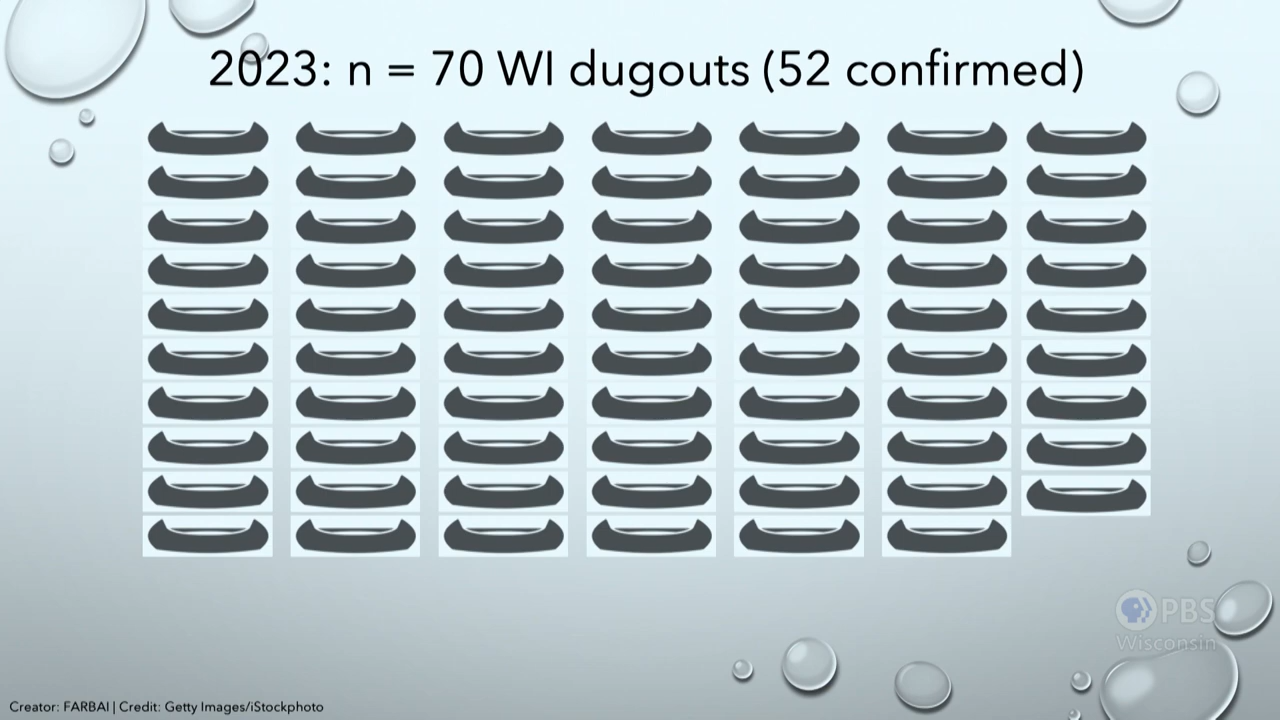 2023: n = 70 WI dugouts (52 confirmed)
PBS
Wisconsin
Creator: FARBAI | Credit: Getty Images/iStockphoto